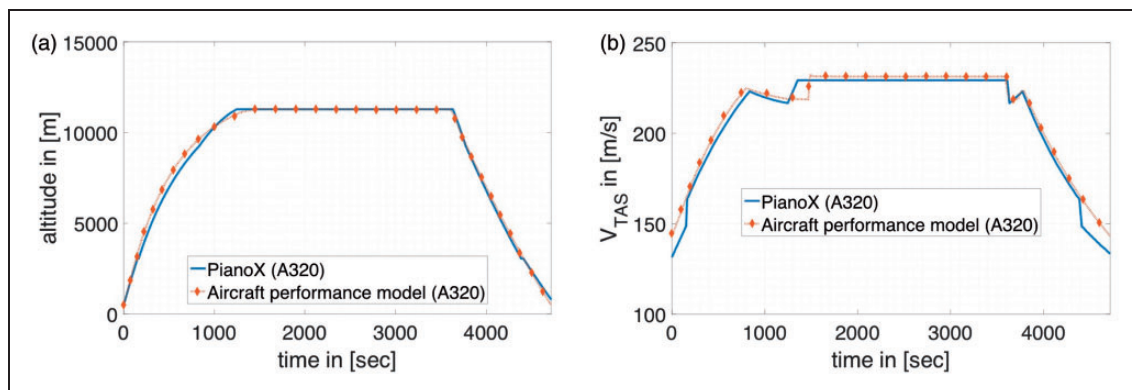 (a)
15000
10000
5000
0
altitude in [m]
PianoX (A320)
Aircraft performance model (A320)
0
1000
2000
3000
4000
time in [sec]
(b)
250
200
150
100
V_TAS in [m/s]
PianoX (A320)
Aircraft performance model (A320)
0
1000
2000
3000
4000
time in [sec]